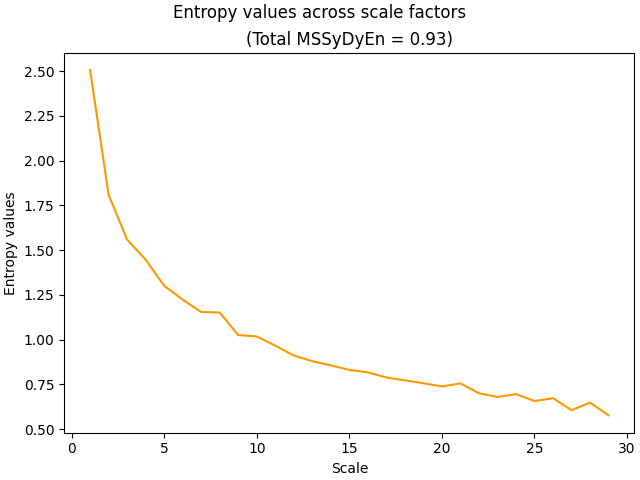 Entropy values across scale factors
(Total MSSyDyEn = 0.93)
2.50
2.25
2.00
1.75
1.50
1.25
1.00
0.75
0.50
Entropy values
0 5 10 15 20 25 30
Scale